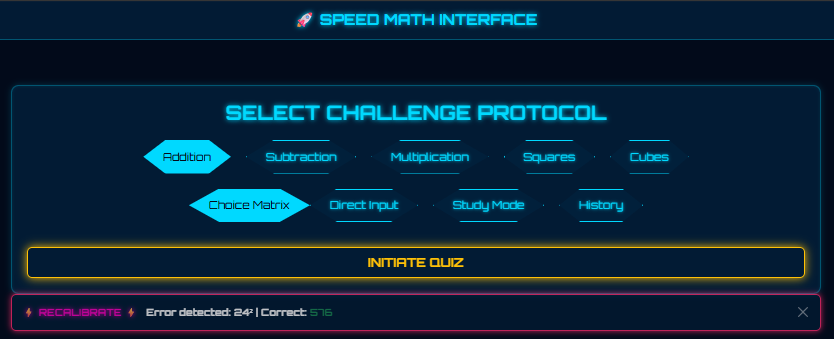 🚀 SPEED MATH INTERFACE
SELECT CHALLENGE PROTOCOL
Addition Subtraction Multiplication Squares Cubes
Choice Matrix Direct Input Study Mode History
INITIATE QUIZ
⚡ RECALIBRATE ⚡ Error detected: 24² | Correct: 576